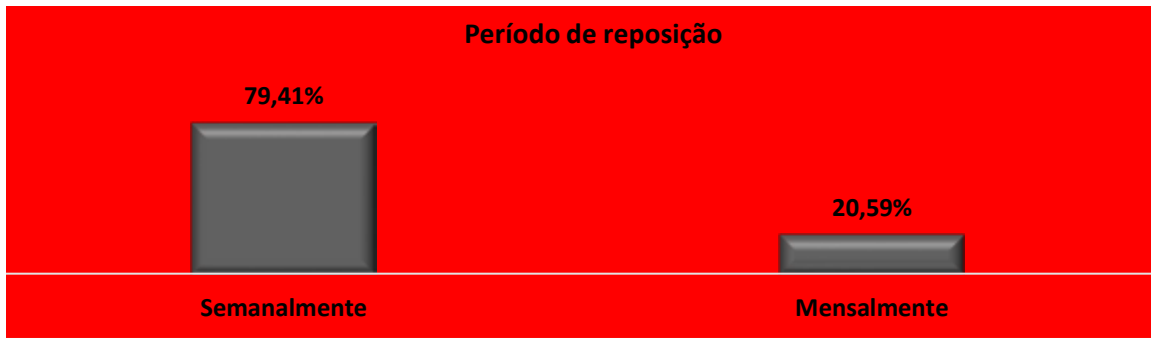 Período de reposição
79,41%
20,59%
Semanalmente
Mensalmente